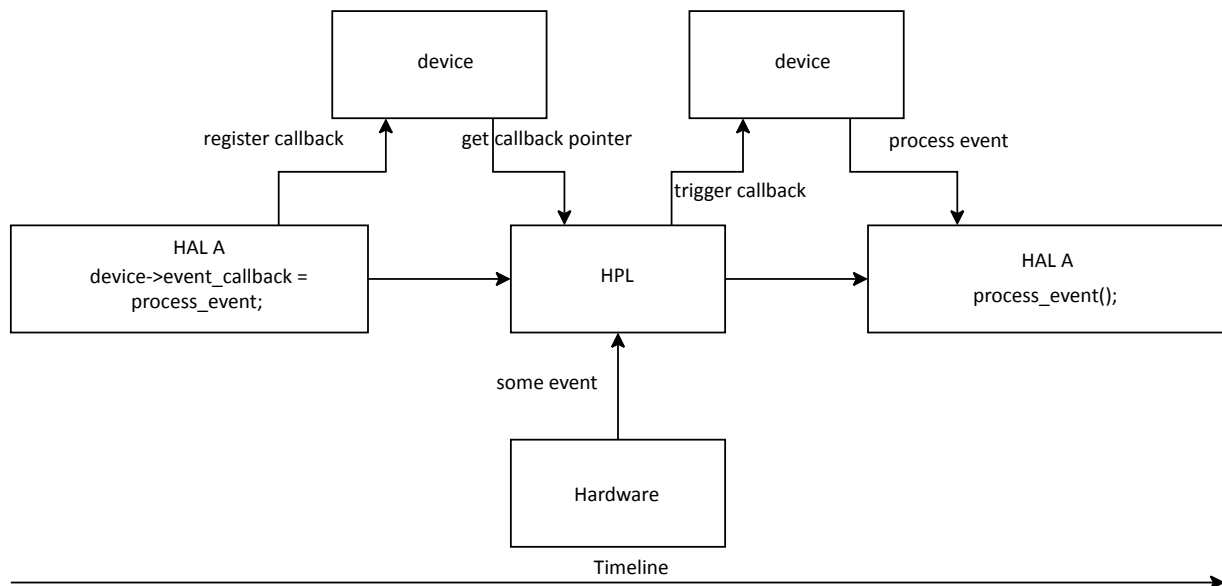 device
device
register callback
get callback pointer
process event
trigger callback
HAL A
device->event_callback =
process_event;
HPL
HAL A
process_event();
some event
Hardware
Timeline